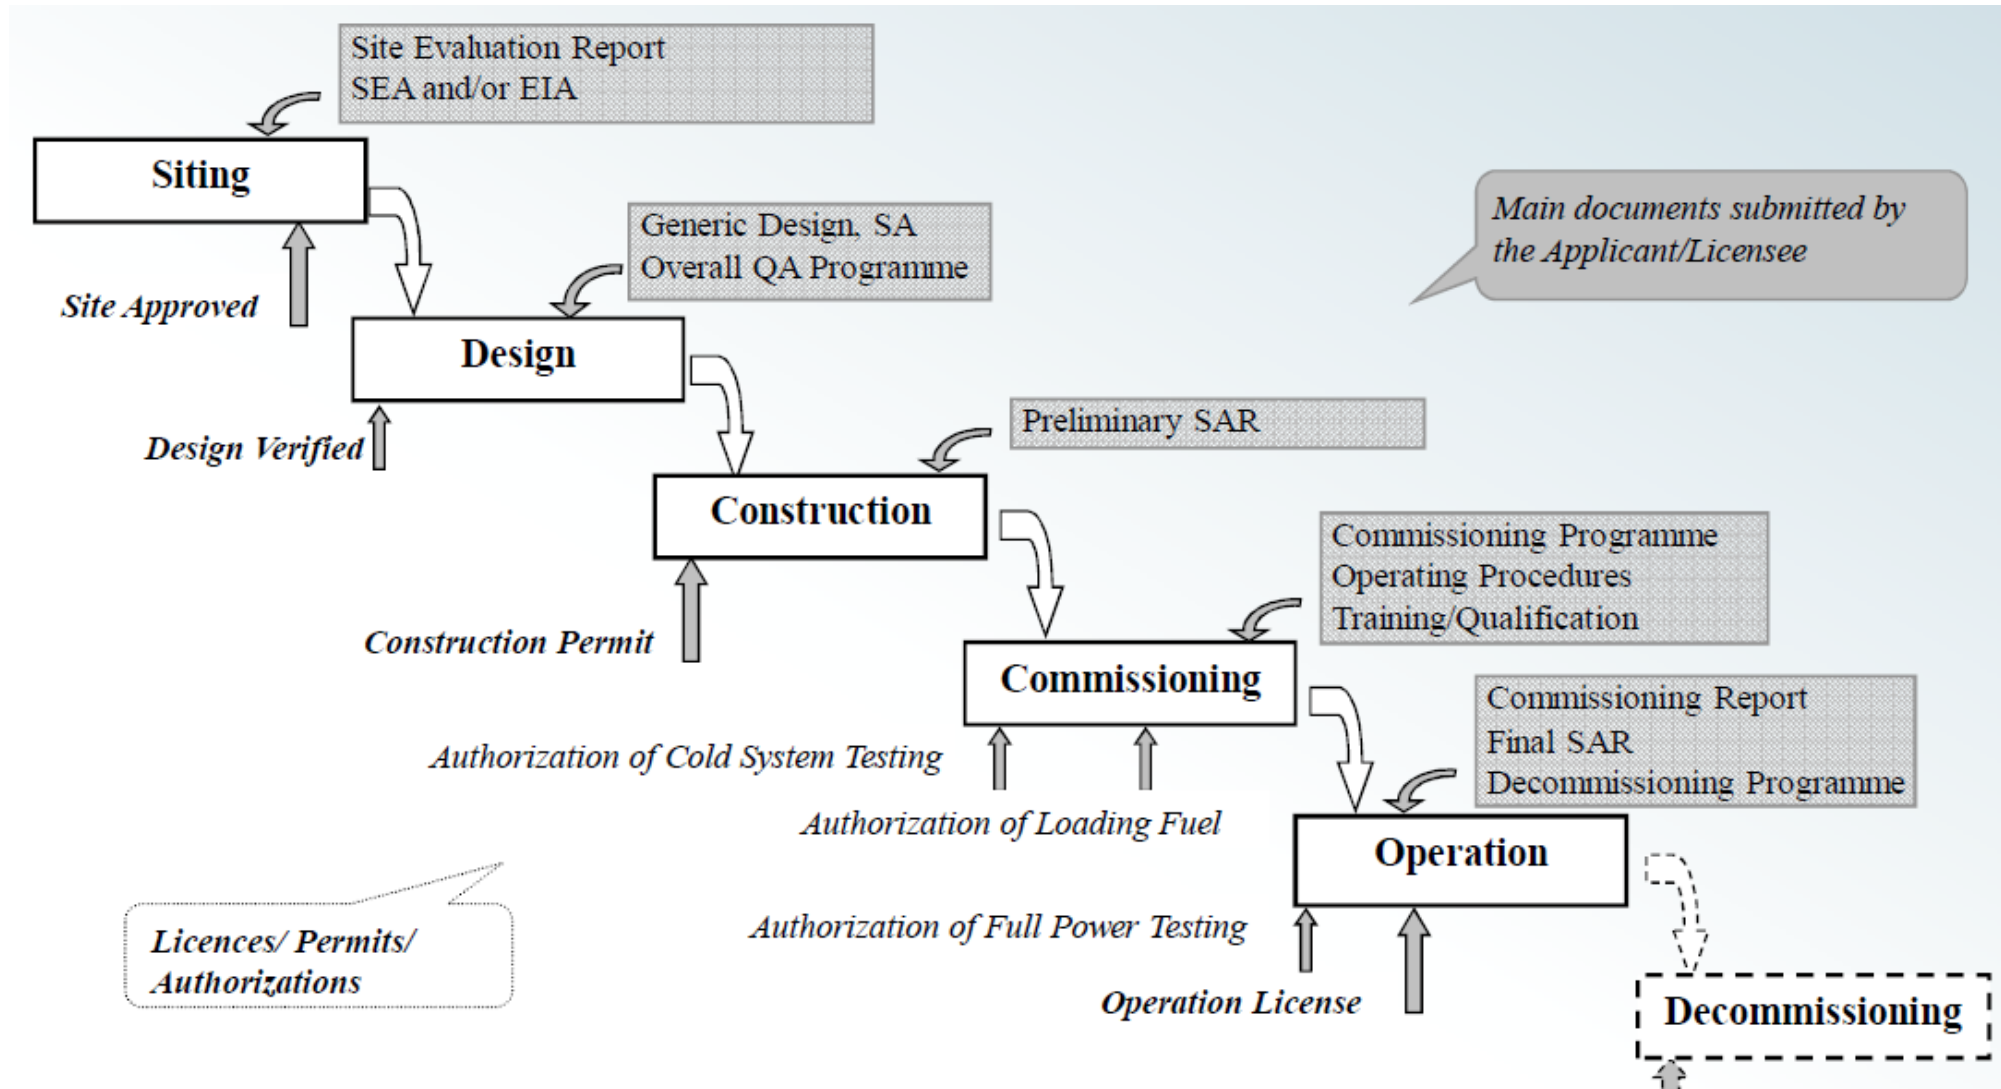 Site Evaluation Report
SEA and/or EIA
Siting
Site Approved
Generic Design, SA
Overall QA Programme
Main documents submitted by
the Applicant/Licensee
Design
Design Verified
Preliminary SAR
Construction
Construction Permit
Commissioning Programme
Operating Procedures
Training/Qualification
Commissioning
Authorization of Cold System Testing
Authorization of Loading Fuel
Commissioning Report
Final SAR
Decommissioning Programme
Operation
Authorization of Full Power Testing
Operation License
Licences/ Permits/
Authorizations
Decommissioning